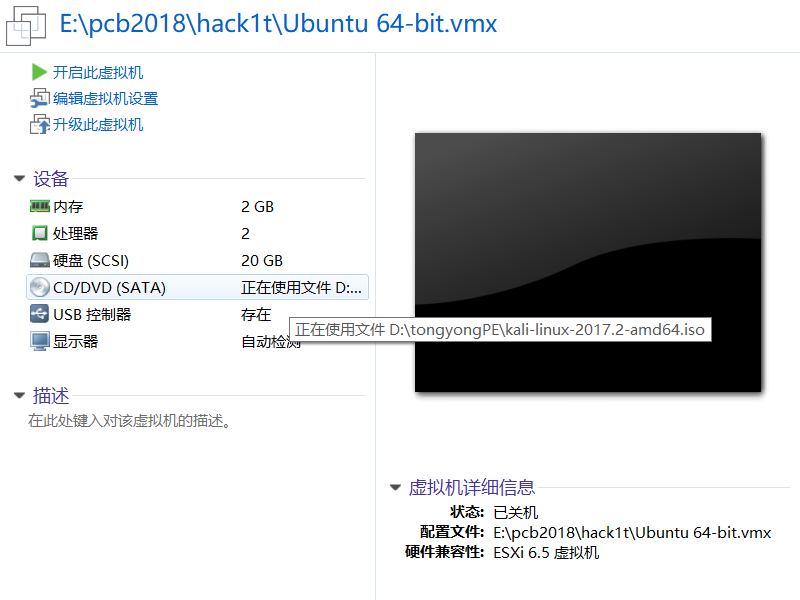 E:\pcb2018\hack1t\Ubuntu 64-bit.vmx
开启此虚拟机
编辑虚拟机设置
升级此虚拟机
设备
内存 2 GB
处理器 2
硬盘 (SCSI) 20 GB
CD/DVD (SATA) 正在使用文件 D:...
USB 控制器 存在
正在使用文件 D:\tongyongPE\kali-linux-2017.2-amd64.iso
显示器 自动检测
描述
在此处键入对该虚拟机的描述。
虚拟机详细信息
状态: 已关机
配置文件: E:\pcb2018\hack1t\Ubuntu 64-bit.vmx
硬件兼容性: ESXi 6.5 虚拟机